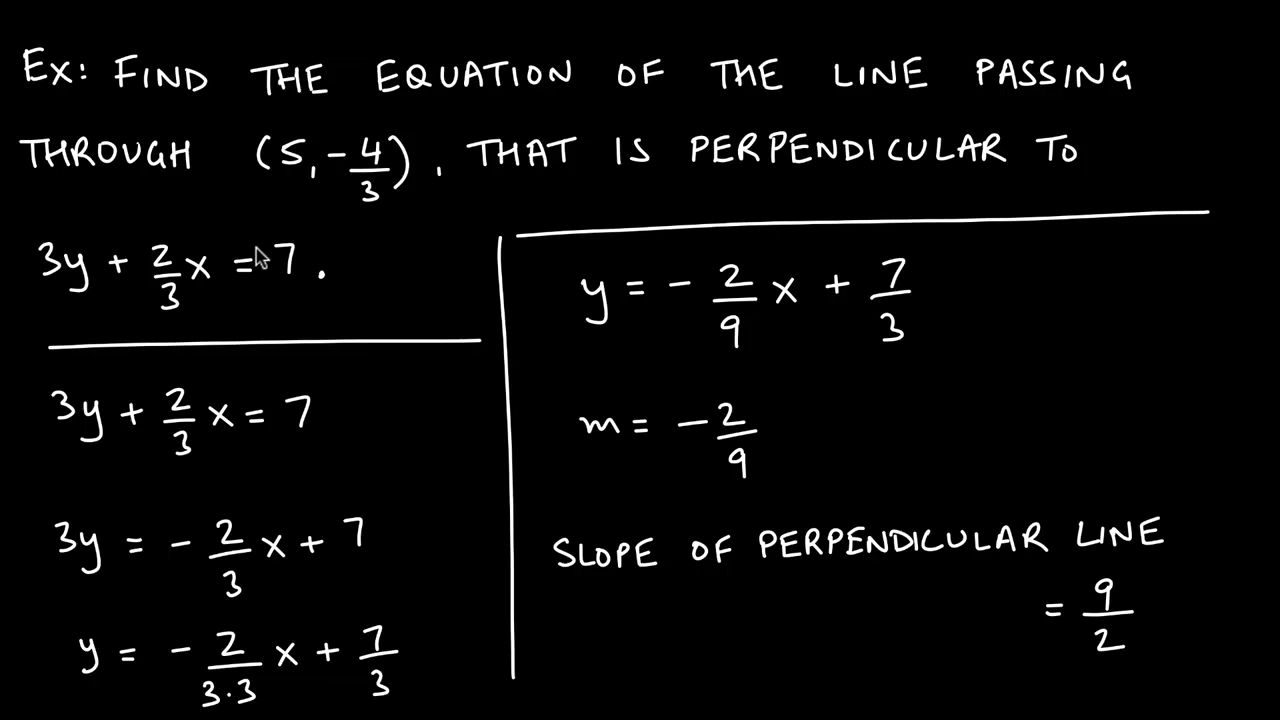 Ex: FIND THE EQUATION OF THE LINE PASSING
THROUGH (5, -4/3), THAT IS PERPENDICULAR TO
3y + 2/3 x = 7.
3y + 2/3 x = 7
3y = - 2/3 x + 7
y = - 2/(3·3) x + 7/3
y = - 2/9 x + 7/3
m = - 2/9
SLOPE OF PERPENDICULAR LINE
= 9/2